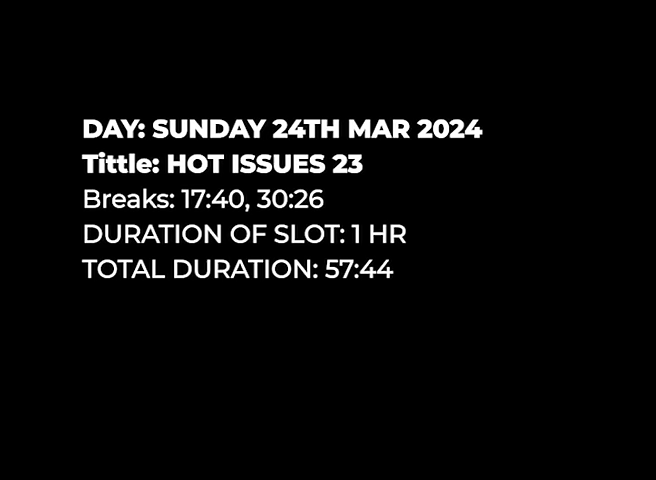 DAY: SUNDAY 24TH MAR 2024
Tittle: HOT ISSUES 23
Breaks: 17:40, 30:26
DURATION OF SLOT: 1 HR
TOTAL DURATION: 57:44